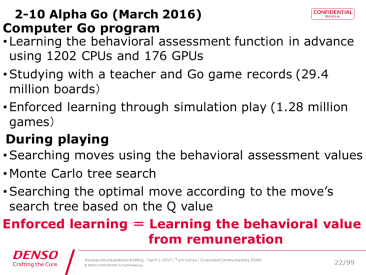 2-10 Alpha Go (March 2016)
CONFIDENTIAL
Computer Go program
•Learning the behavioral assessment function in advance
using 1202 CPUs and 176 GPUs
•Studying with a teacher and Go game records (29.4
million boards）
•Enforced learning through simulation play (1.28 million
games）
During playing
•Searching moves using the behavioral assessment values
•Monte Carlo tree search
•Searching the optimal move according to the move's
search tree based on the Q value
Enforced learning ＝ Learning the behavioral value
from remuneration
DENSO
Crafting the Core
22/99